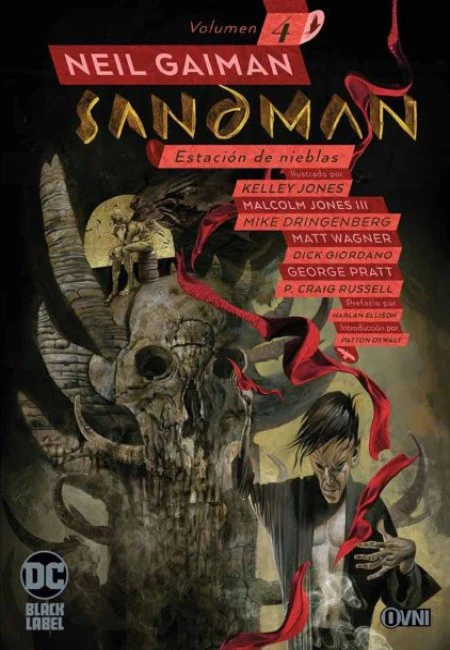 Volumen 4
NEIL GAIMAN
SANDMAN
Estación de nieblas
Ilustrado por
KELLEY JONES
MALCOLM JONES III
MIKE DRINGENBERG
MATT WAGNER
DICK GIORDANO
GEORGE PRATT
P. CRAIG RUSSELL
Prefacio por
HARLAN ELLISON
Introducción por
PATTON OSWALT
DC
BLACK
LABEL
OVNI